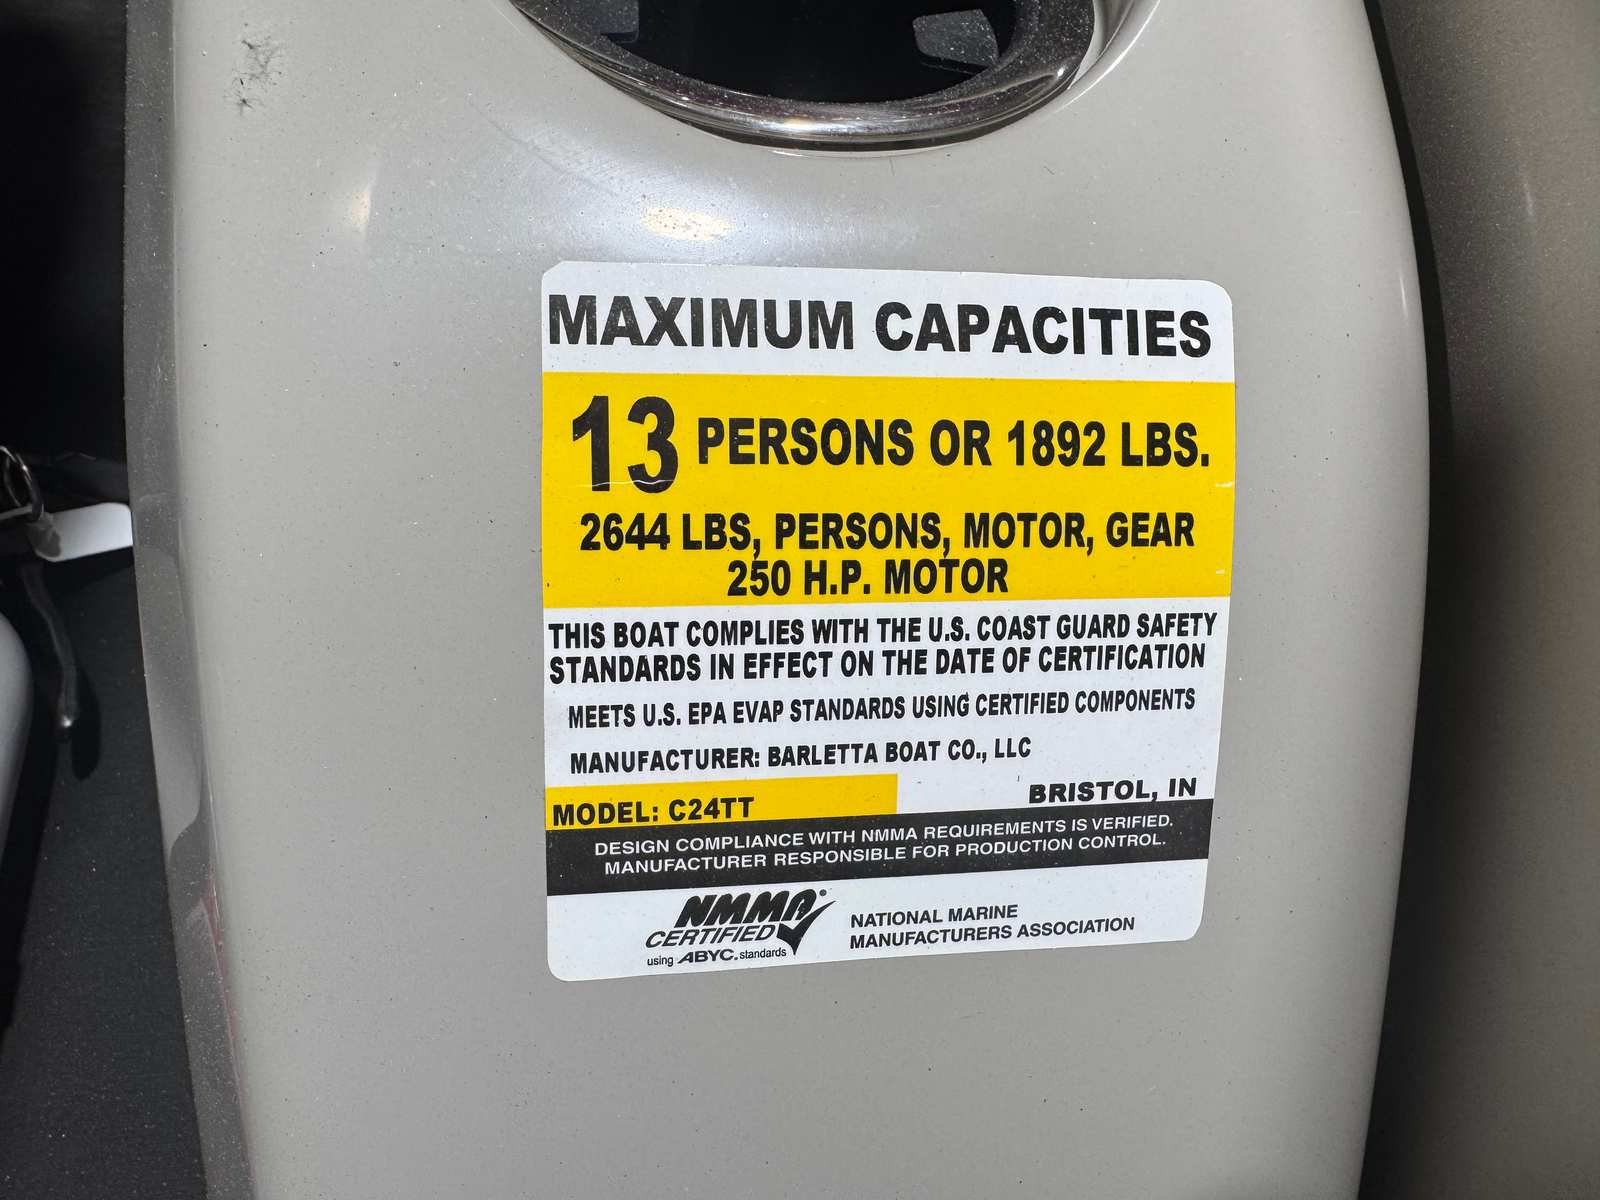 MAXIMUM CAPACITIES
13 PERSONS OR 1892 LBS.
2644 LBS, PERSONS, MOTOR, GEAR
250 H.P. MOTOR
THIS BOAT COMPLIES WITH THE U.S. COAST GUARD SAFETY
STANDARDS IN EFFECT ON THE DATE OF CERTIFICATION
MEETS U.S. EPA EVAP STANDARDS USING CERTIFIED COMPONENTS
MANUFACTURER: BARLETTA BOAT CO., LLC
BRISTOL, IN
MODEL: C24TT
DESIGN COMPLIANCE WITH NMMA REQUIREMENTS IS VERIFIED.
MANUFACTURER RESPONSIBLE FOR PRODUCTION CONTROL.
NMMA®
CERTIFIED
using ABYC. standards
NATIONAL MARINE
MANUFACTURERS ASSOCIATION